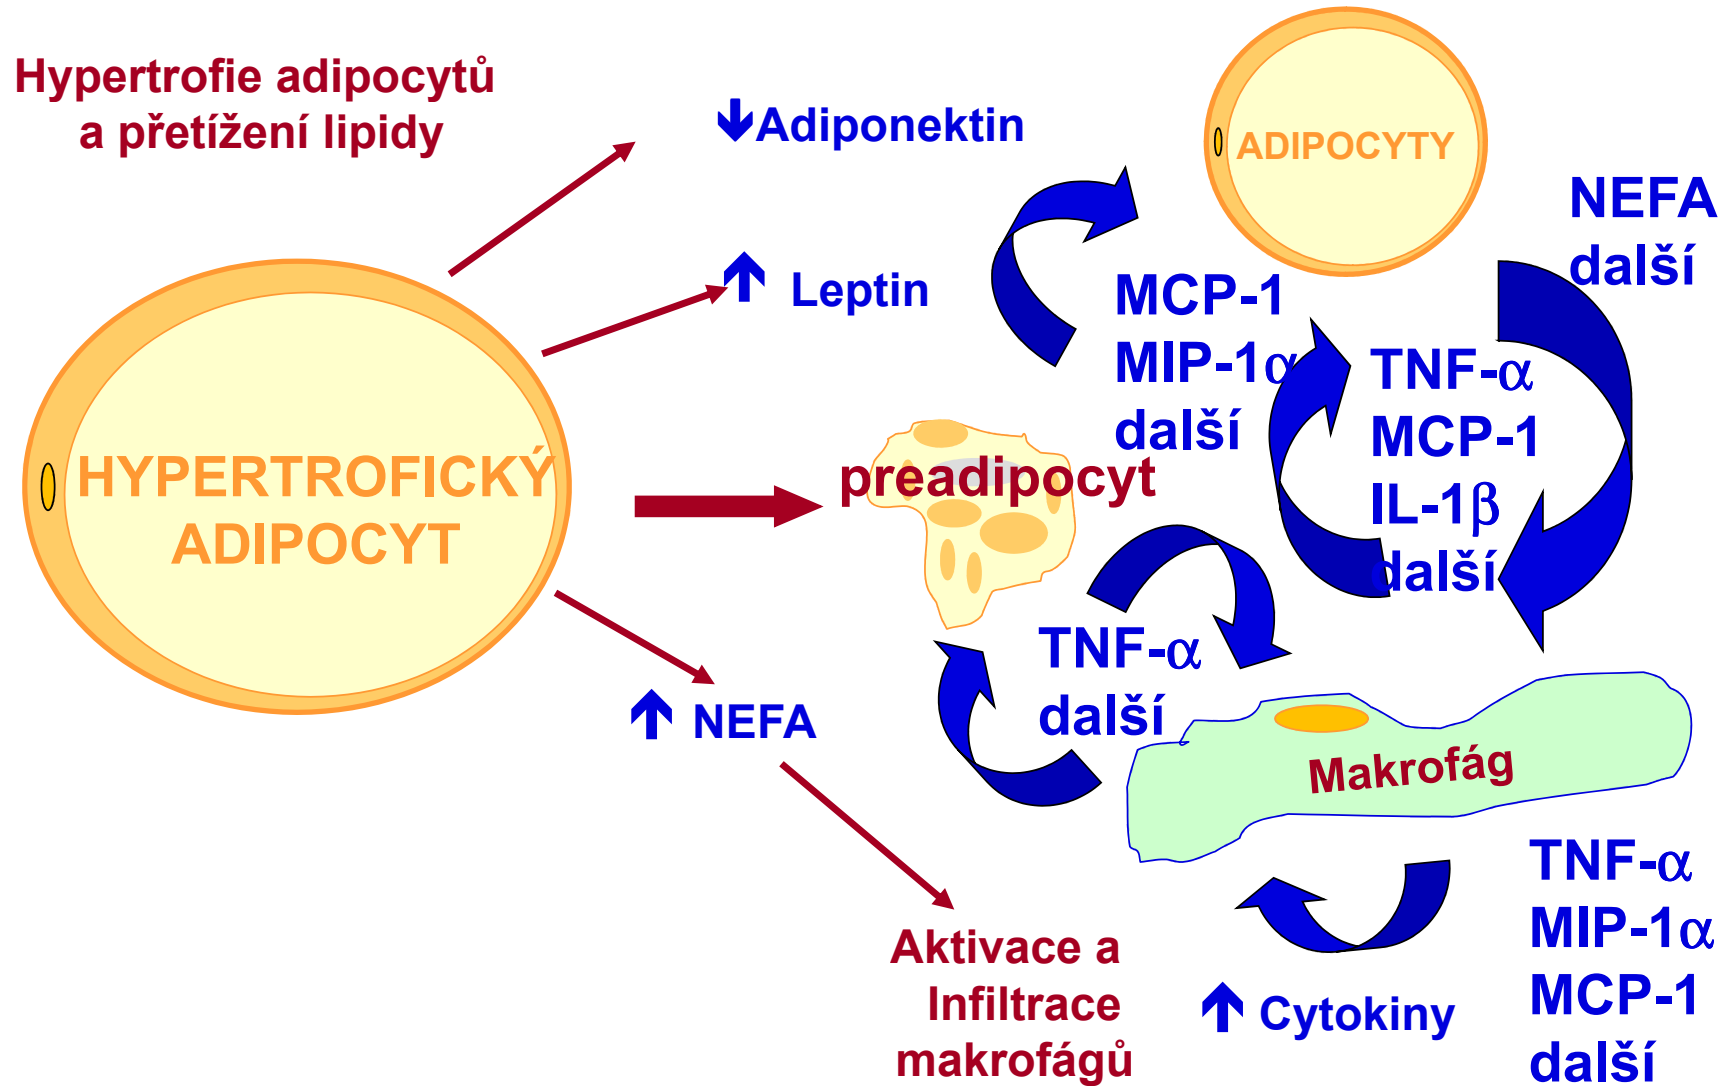 Hypertrofie adipocytů
a přetížení lipidy
↓Adiponektin
ADIPOCYTY
NEFA
další
↑ Leptin
MCP-1
MIP-1α
další
TNF-α
MCP-1
IL-1β
další
HYPERTROFICKÝ
ADIPOCYT
preadipocyt
TNF-α
další
↑ NEFA
Makrofág
Aktivace a
Infiltrace
makrofágů
↑ Cytokiny
TNF-α
MIP-1α
MCP-1
další